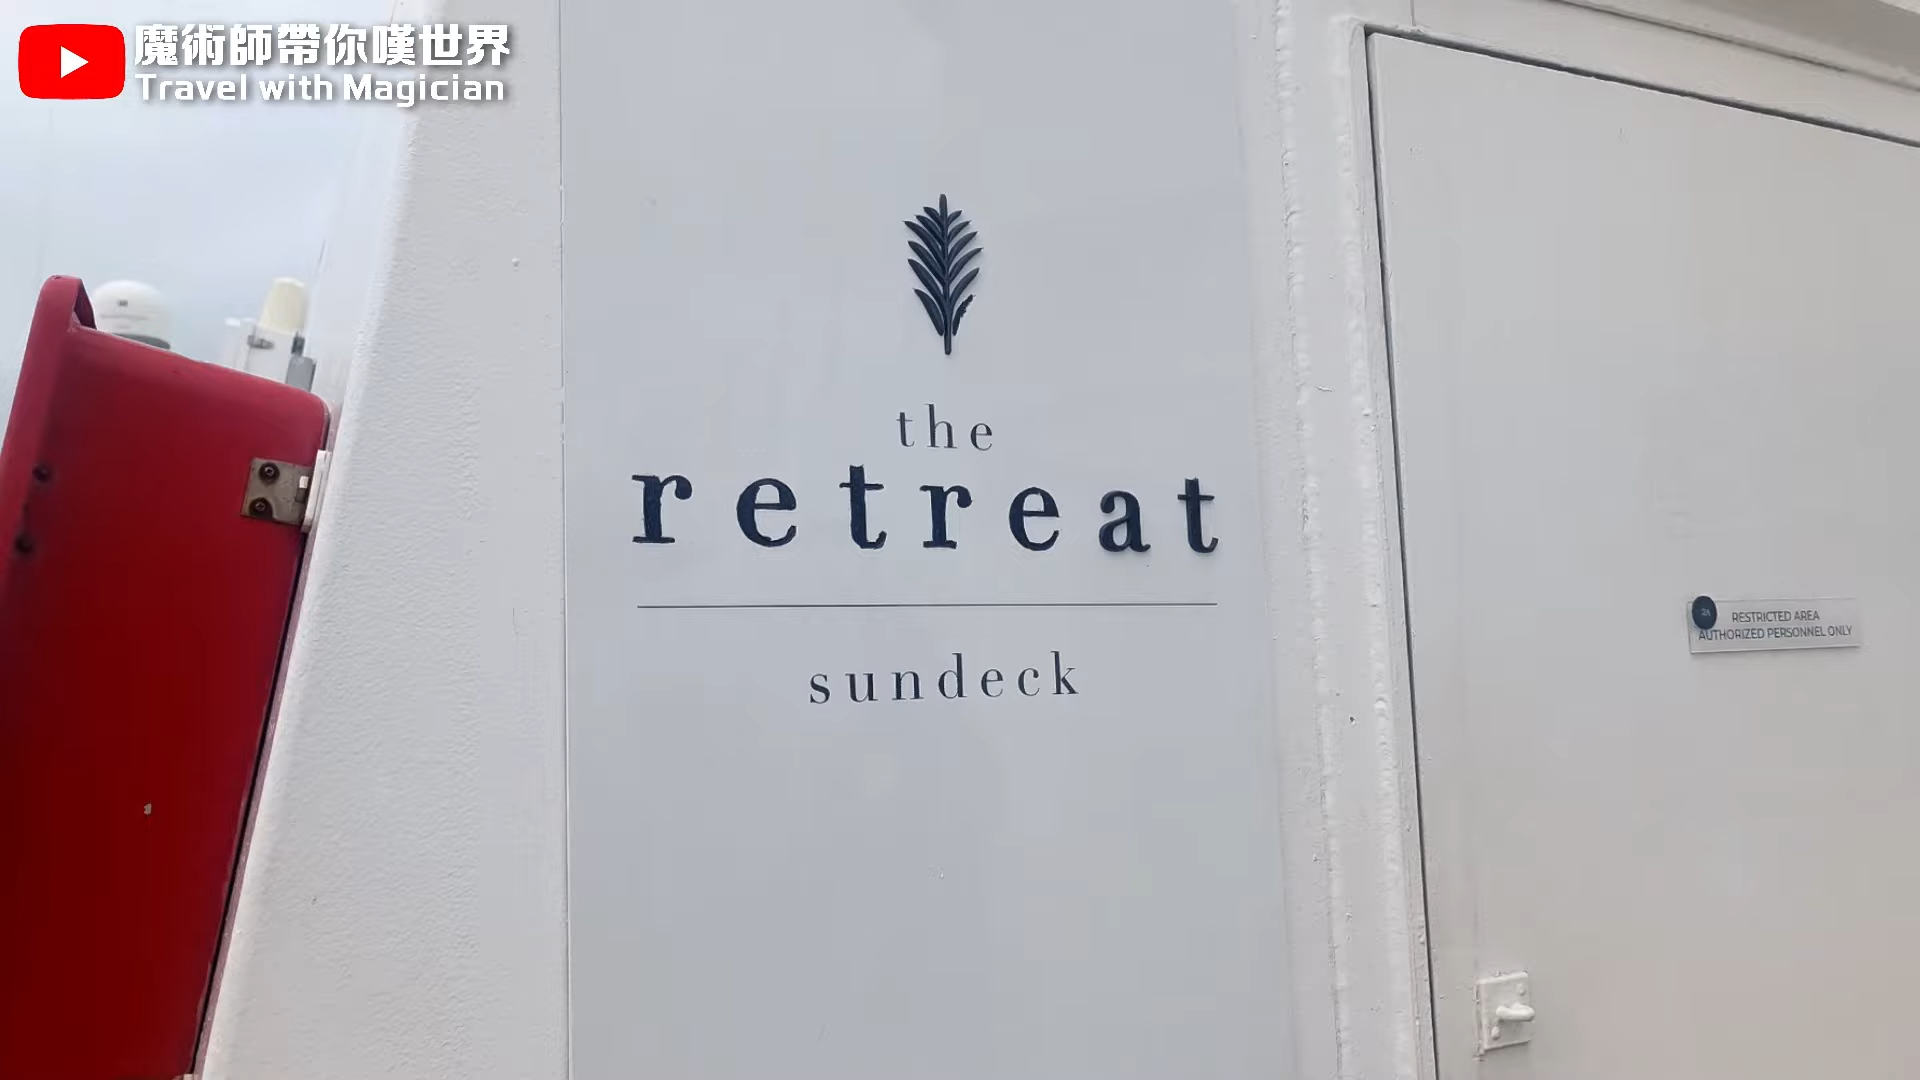 魔術師帶你嘆世界
Travel with Magician
the
retreat
sundeck
RESTRICTED AREA
AUTHORIZED PERSONNEL ONLY